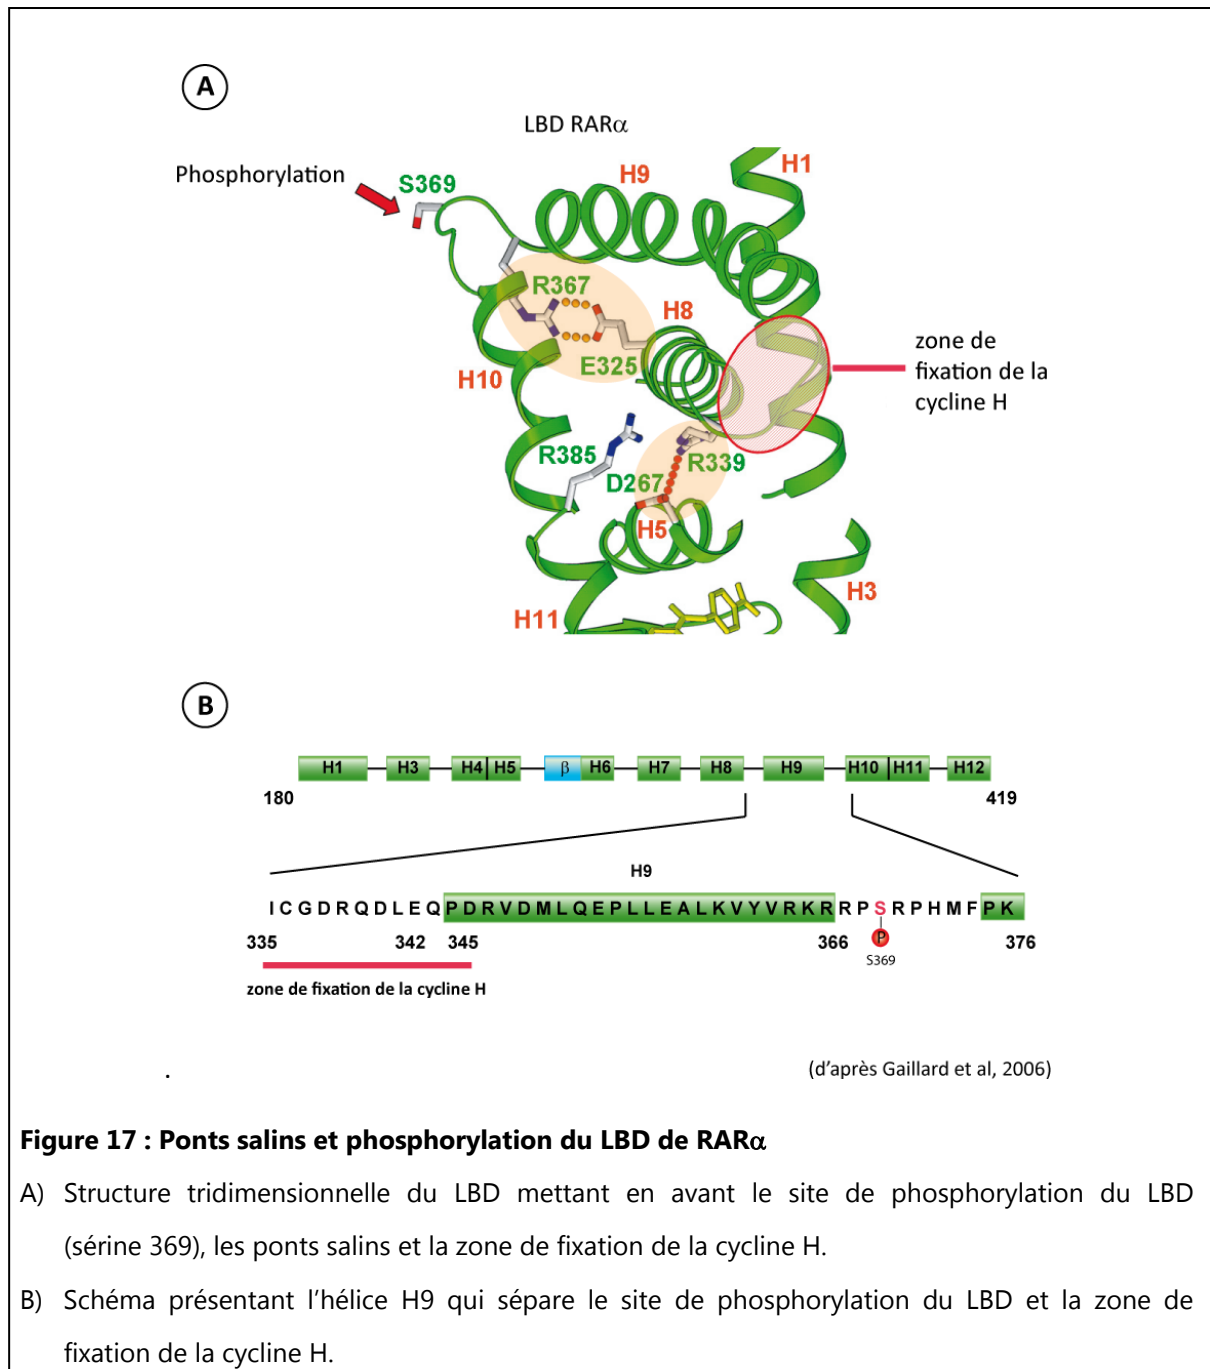 A
LBD RARα
H1
H9
Phosphorylation
S369
R367
H8
E325
H10
zone de
fixation de la
cycline H
R385
R339
D267
H5
H3
H11
B
H1 H3 H4 H5 β H6 H7 H8 H9 H10 H11 H12
180 419
H9
I C G D R Q D L E Q P D R V D M L Q E P L L E A L K V Y V R K R R P S R P H M F P K
335 342 345 366 P 376
S369
zone de fixation de la cycline H
.
(d'après Gaillard et al, 2006)
Figure 17 : Ponts salins et phosphorylation du LBD de RARα
A) Structure tridimensionnelle du LBD mettant en avant le site de phosphorylation du LBD
(sérine 369), les ponts salins et la zone de fixation de la cycline H.
B) Schéma présentant l'hélice H9 qui sépare le site de phosphorylation du LBD et la zone de
fixation de la cycline H.